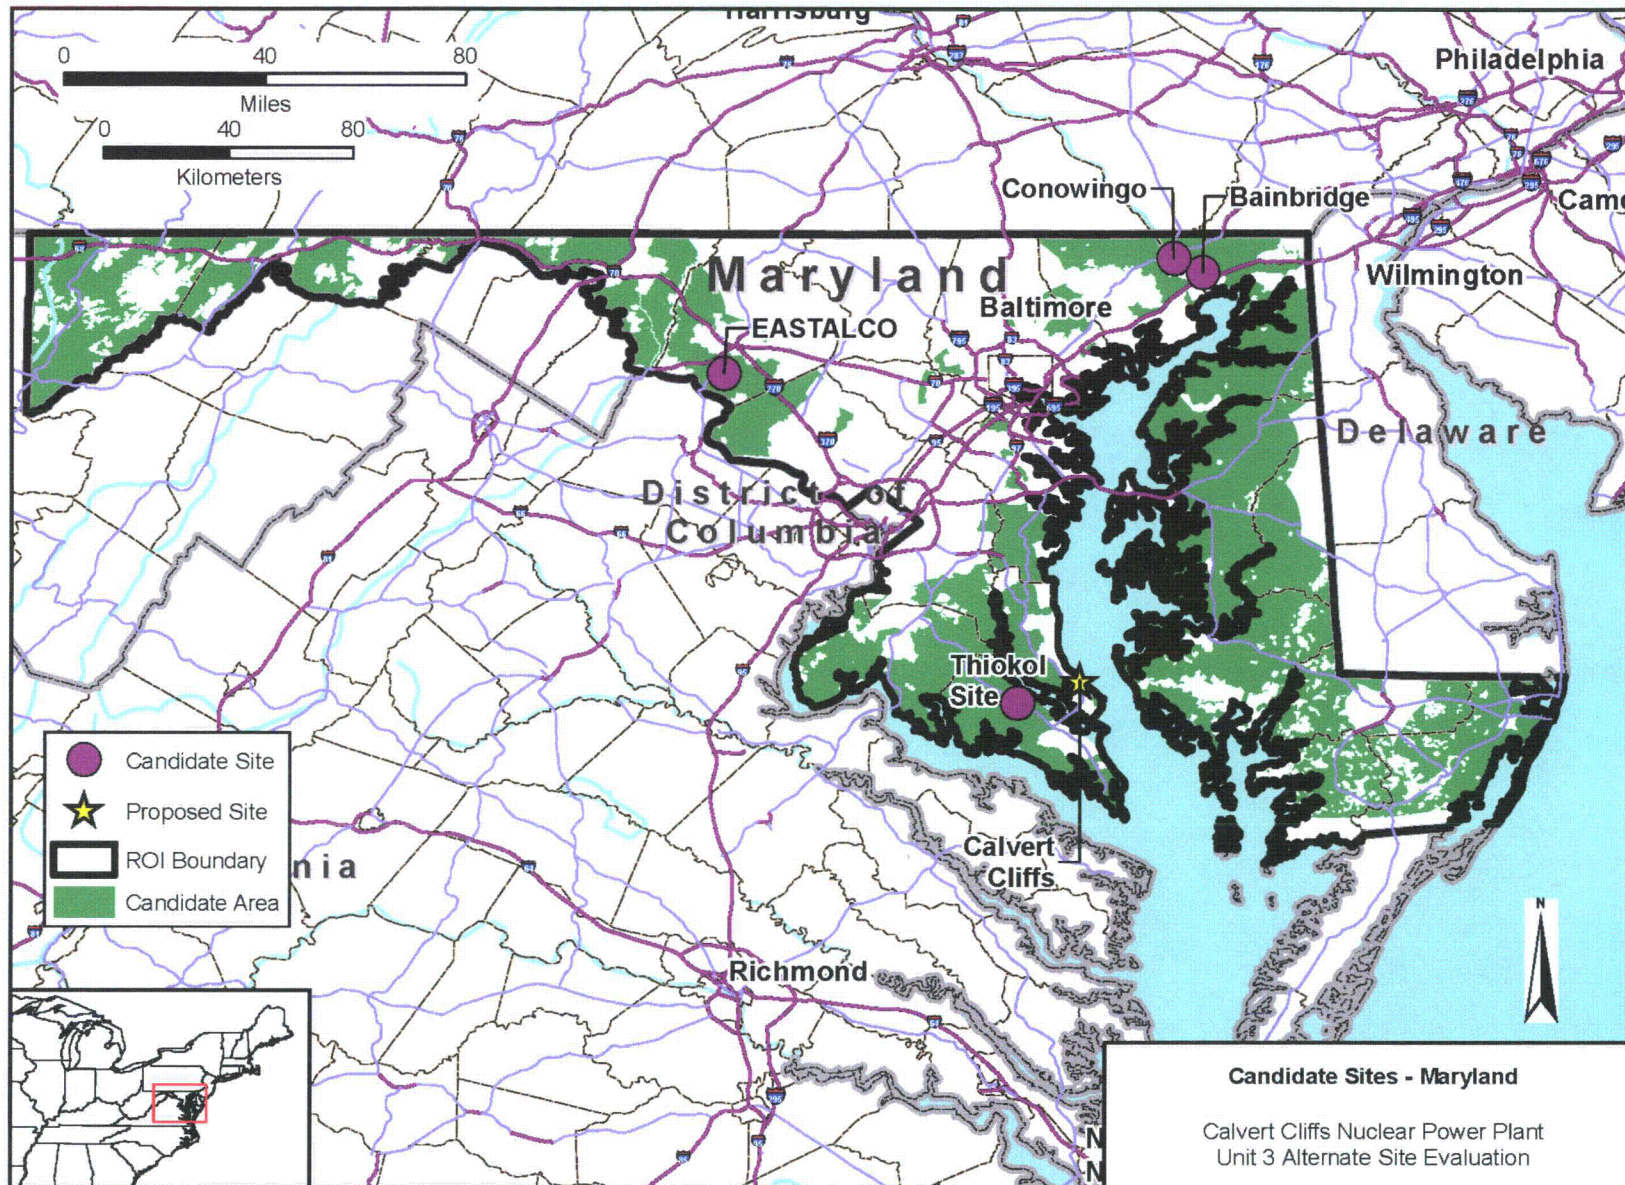 Harrisburg
0 40 80
Miles
0 40 80
Kilometers
Philadelphia
Conowingo
Bainbridge
Camd
Maryland
Wilmington
Baltimore
EASTALCO
Delaware
District of
Columbia
Thiokol
Site
Candidate Site
Proposed Site
ROI Boundary
Candidate Area
nia
Calvert
Cliffs
Richmond
N
Candidate Sites - Maryland
Calvert Cliffs Nuclear Power Plant
Unit 3 Alternate Site Evaluation
N
N